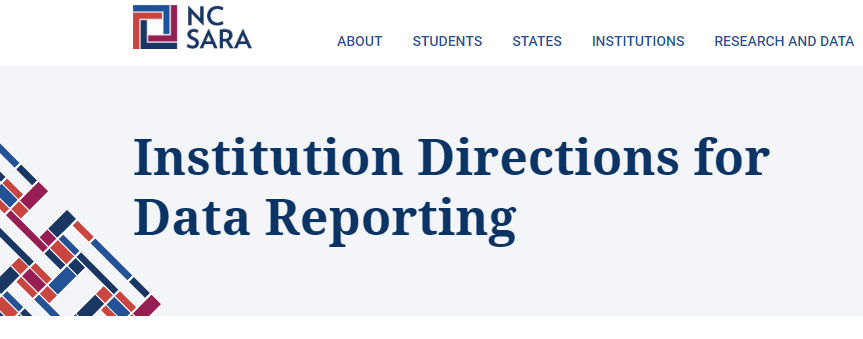 NC
SARA
ABOUT STUDENTS STATES INSTITUTIONS RESEARCH AND DATA
Institution Directions for
Data Reporting